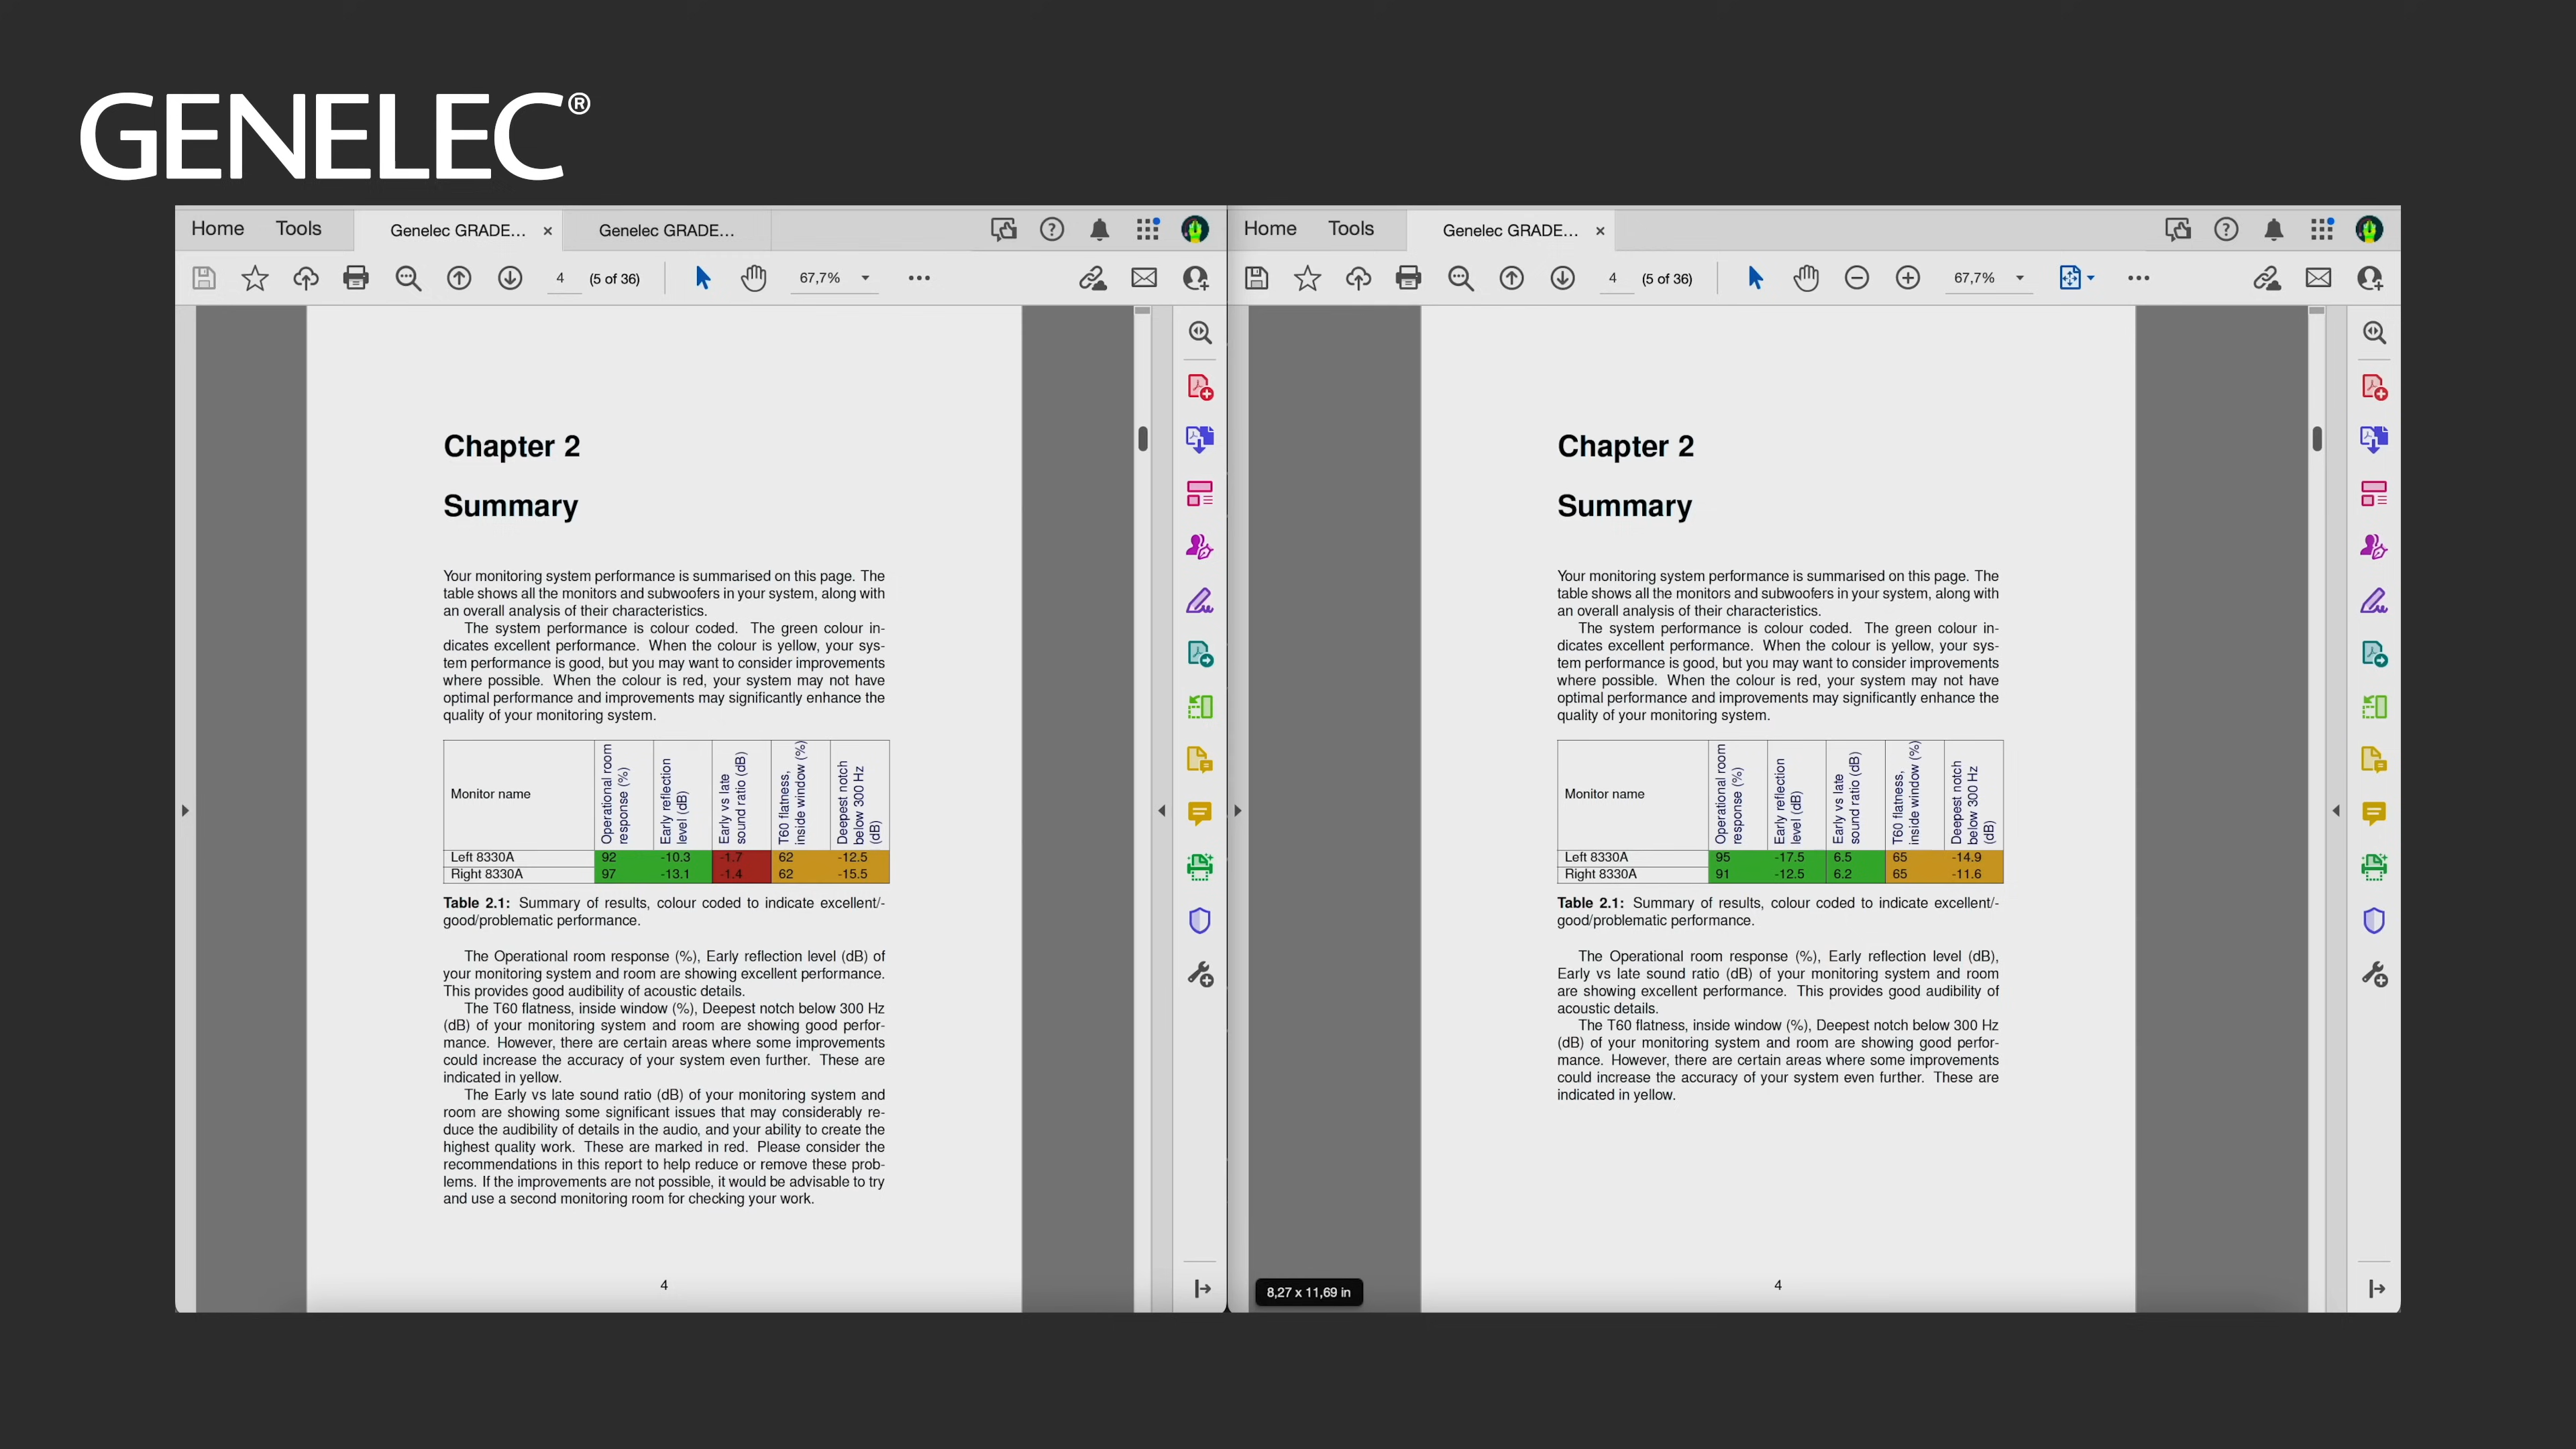 GENELEC®
Home Tools Genelec GRADE... × Genelec GRADE...
4 (5 of 36) 67,7%
Chapter 2
Summary
Your monitoring system performance is summarised on this page. The
table shows all the monitors and subwoofers in your system, along with
an overall analysis of their characteristics.
The system performance is colour coded. The green colour in-
dicates excellent performance. When the colour is yellow, your sys-
tem performance is good, but you may want to consider improvements
where possible. When the colour is red, your system may not have
optimal performance and improvements may significantly enhance the
quality of your monitoring system.
Monitor name
Operational room
response (%)
Early reflection
level (dB)
Early vs late
sound ratio (dB)
T60 flatness,
inside window (%)
Deepest notch
below 300 Hz
(dB)
Left 8330A 92 -10.3 -1.7 62 -12.5
Right 8330A 97 -13.1 -1.4 62 -15.5
Table 2.1: Summary of results, colour coded to indicate excellent/-
good/problematic performance.
The Operational room response (%), Early reflection level (dB) of
your monitoring system and room are showing excellent performance.
This provides good audibility of acoustic details.
The T60 flatness, inside window (%), Deepest notch below 300 Hz
(dB) of your monitoring system and room are showing good perfor-
mance. However, there are certain areas where some improvements
could increase the accuracy of your system even further. These are
indicated in yellow.
The Early vs late sound ratio (dB) of your monitoring system and
room are showing some significant issues that may considerably re-
duce the audibility of details in the audio, and your ability to create the
highest quality work. These are marked in red. Please consider the
recommendations in this report to help reduce or remove these prob-
lems. If the improvements are not possible, it would be advisable to try
and use a second monitoring room for checking your work.
4
Home Tools Genelec GRADE... ×
4 (5 of 36) 67,7%
Chapter 2
Summary
Your monitoring system performance is summarised on this page. The
table shows all the monitors and subwoofers in your system, along with
an overall analysis of their characteristics.
The system performance is colour coded. The green colour in-
dicates excellent performance. When the colour is yellow, your sys-
tem performance is good, but you may want to consider improvements
where possible. When the colour is red, your system may not have
optimal performance and improvements may significantly enhance the
quality of your monitoring system.
Monitor name
Operational room
response (%)
Early reflection
level (dB)
Early vs late
sound ratio (dB)
T60 flatness,
inside window (%)
Deepest notch
below 300 Hz
(dB)
Left 8330A 95 -17.5 6.5 65 -14.9
Right 8330A 91 -12.5 6.2 65 -11.6
Table 2.1: Summary of results, colour coded to indicate excellent/-
good/problematic performance.
The Operational room response (%), Early reflection level (dB),
Early vs late sound ratio (dB) of your monitoring system and room
are showing excellent performance. This provides good audibility of
acoustic details.
The T60 flatness, inside window (%), Deepest notch below 300 Hz
(dB) of your monitoring system and room are showing good perfor-
mance. However, there are certain areas where some improvements
could increase the accuracy of your system even further. These are
indicated in yellow.
8,27 x 11,69 in
4